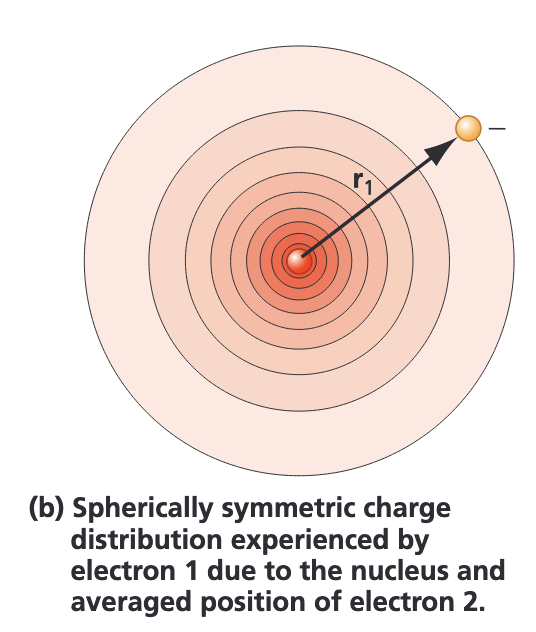 r1
–
(b) Spherically symmetric charge
distribution experienced by
electron 1 due to the nucleus and
averaged position of electron 2.